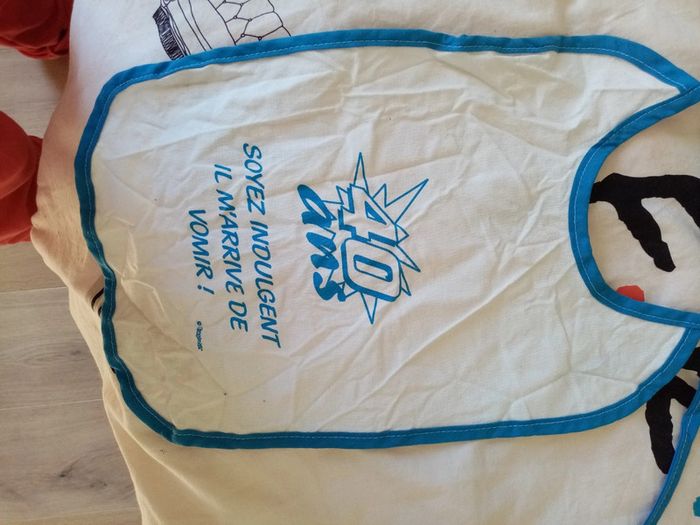 40
ans
SOYEZ INDULGENT
IL M'ARRIVE DE
VOMIR !